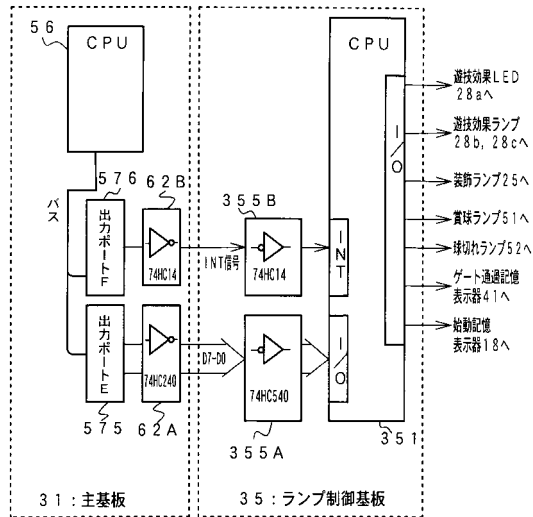 56
CPU
バス
576
出力ポートF
62B
74HC14
INT信号
575
出力ポートE
74HC240
62A
D7-D0
31：主基板
355B
74HC14
74HC540
355A
CPU
INT
I/O
I/O
351
35：ランプ制御基板
遊技効果LED
28aへ
遊技効果ランプ
28b, 28cへ
装飾ランプ25へ
賞球ランプ51へ
球切れランプ52へ
ゲート通過記憶
表示器41へ
始動記憶
表示器18へ